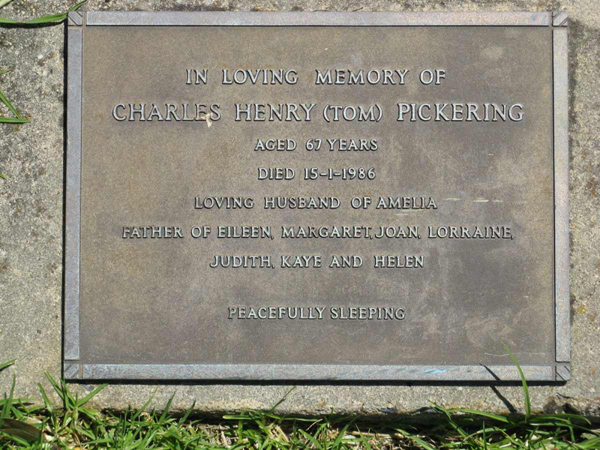 IN LOVING MEMORY OF
CHARLES HENRY (TOM) PICKERING
AGED 67 YEARS
DIED 15-1-1986
LOVING HUSBAND OF AMELIA
FATHER OF EILEEN, MARGARET, JOAN, LORRAINE,
JUDITH, KAYE AND HELEN
PEACEFULLY SLEEPING